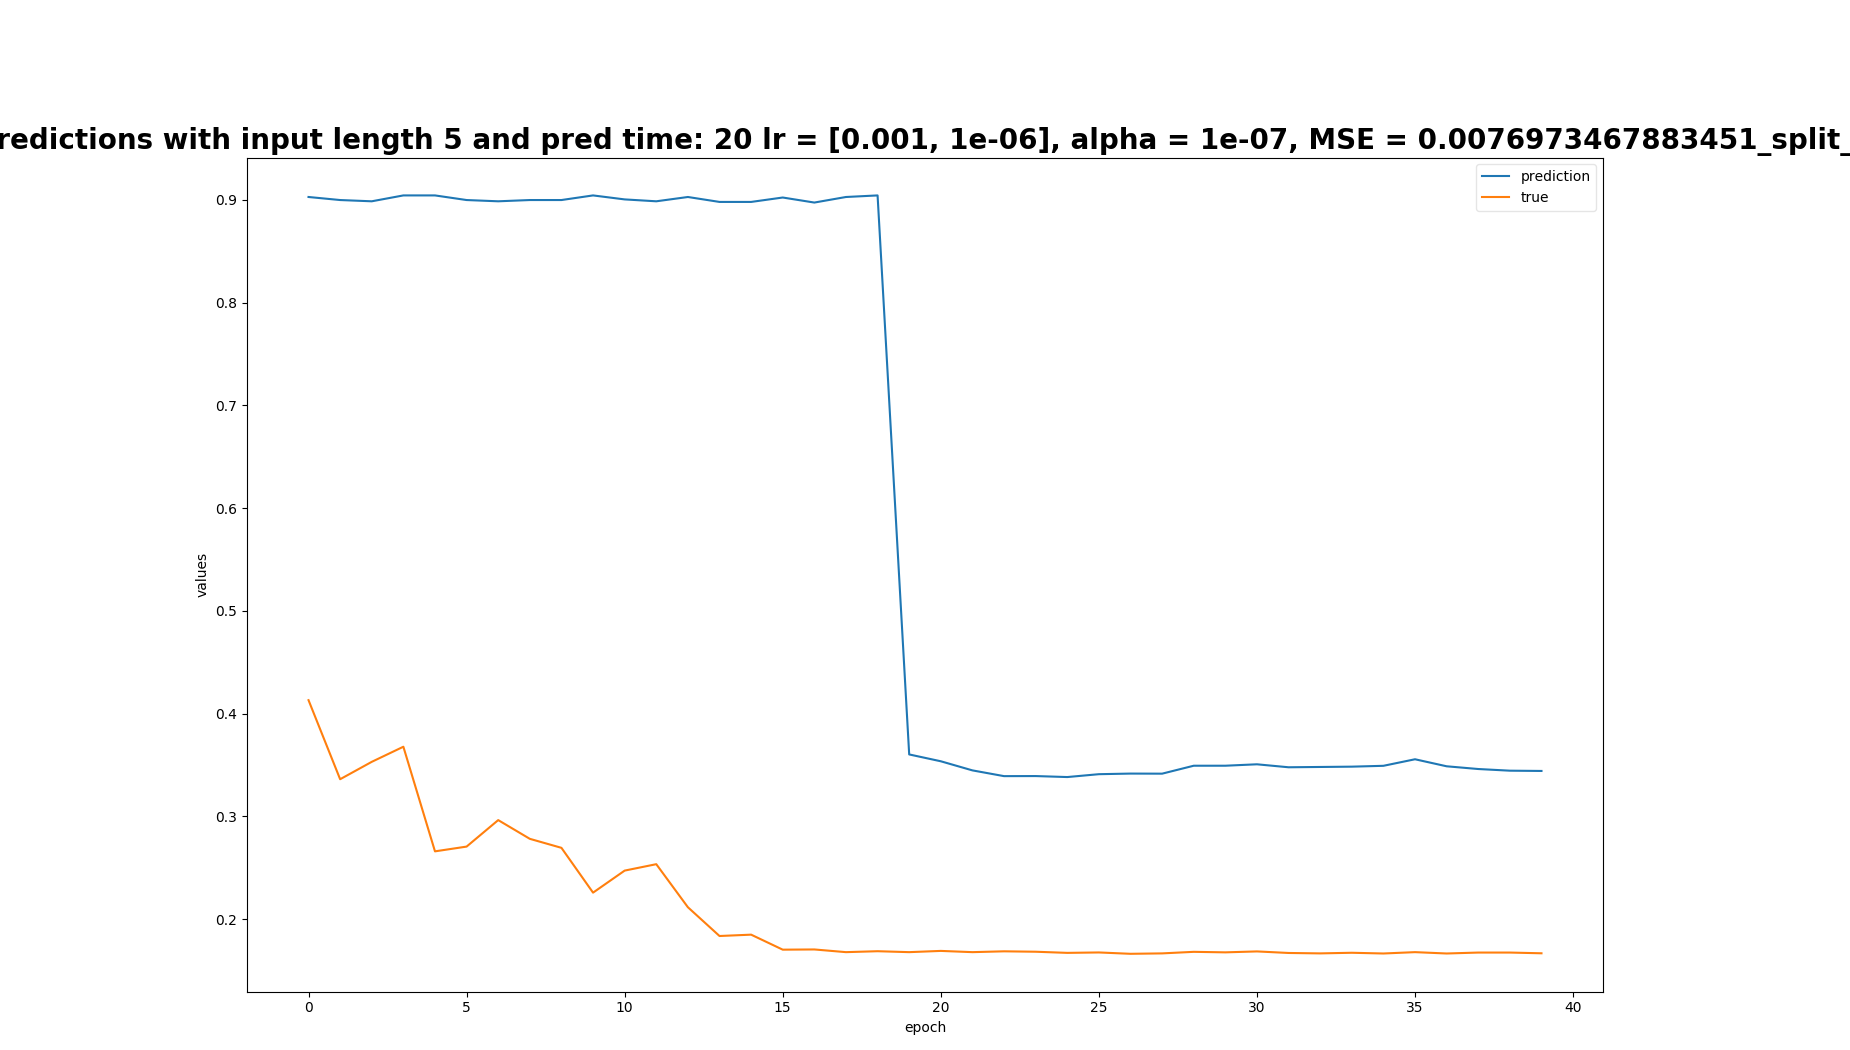 redictions with input length 5 and pred time: 20 lr = [0.001, 1e-06], alpha = 1e-07, MSE = 0.0076973467883451_split_
prediction
true
0.9
0.8
0.7
0.6
0.5
0.4
0.3
0.2
values
0 5 10 15 20 25 30 35 40
epoch